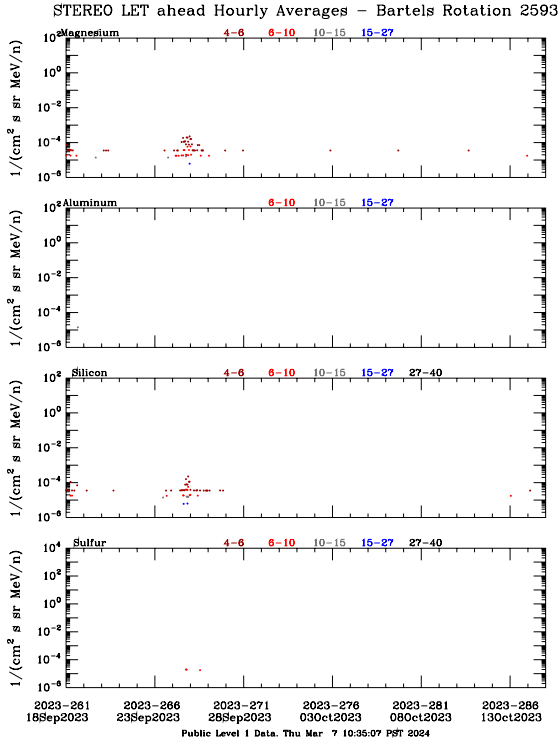 STEREO LET ahead Hourly Averages - Bartels Rotation 2593
Magnesium 4-6 6-10 10-15 15-27
10² 10⁰ 10⁻² 10⁻⁴ 10⁻⁶
1/(cm² s sr MeV/n)
Aluminum 6-10 10-15 15-27
10² 10⁰ 10⁻² 10⁻⁴ 10⁻⁶
1/(cm² s sr MeV/n)
Silicon 4-6 6-10 10-15 15-27 27-40
10² 10⁰ 10⁻² 10⁻⁴ 10⁻⁶
1/(cm² s sr MeV/n)
Sulfur 4-6 6-10 10-15 15-27 27-40
10⁴ 10² 10⁰ 10⁻² 10⁻⁴ 10⁻⁶
1/(cm² s sr MeV/n)
2023-261 2023-266 2023-271 2023-276 2023-281 2023-286
18Sep2023 23Sep2023 28Sep2023 03Oct2023 08Oct2023 13Oct2023
Public Level 1 Data. Thu Mar 7 10:35:07 PST 2024